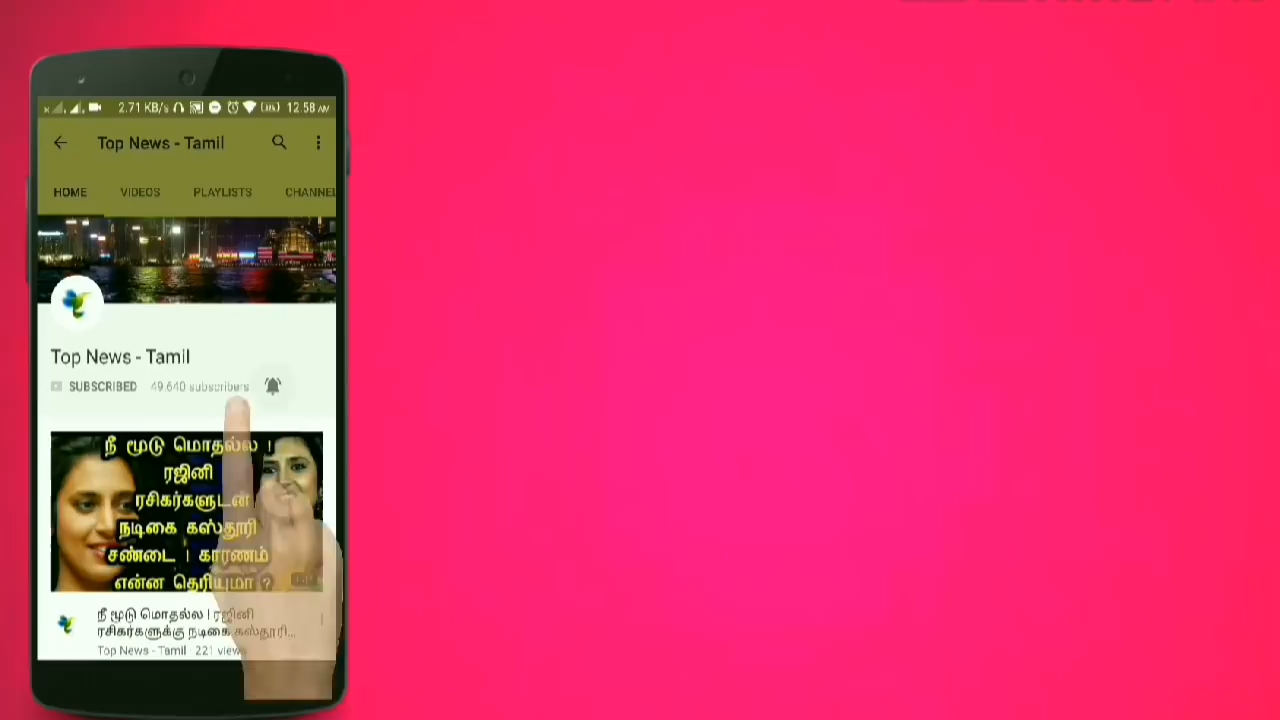 2.71 KB/s 12.58 AM
Top News - Tamil
HOME VIDEOS PLAYLISTS CHANNEL
Top News - Tamil
SUBSCRIBED 49,640 subscribers
நீ மூடு மொதல்ல !
ரஜினி
ரசிகர்களுடன்
நடிகை கஸ்தூரி
சண்டை ! காரணம்
என்ன தெரியுமா ?
நீ மூடு மொதல்ல | ரஜினி
ரசிகர்களுக்கு நடிகை கஸ்தூரி...
Top News - Tamil · 221 views